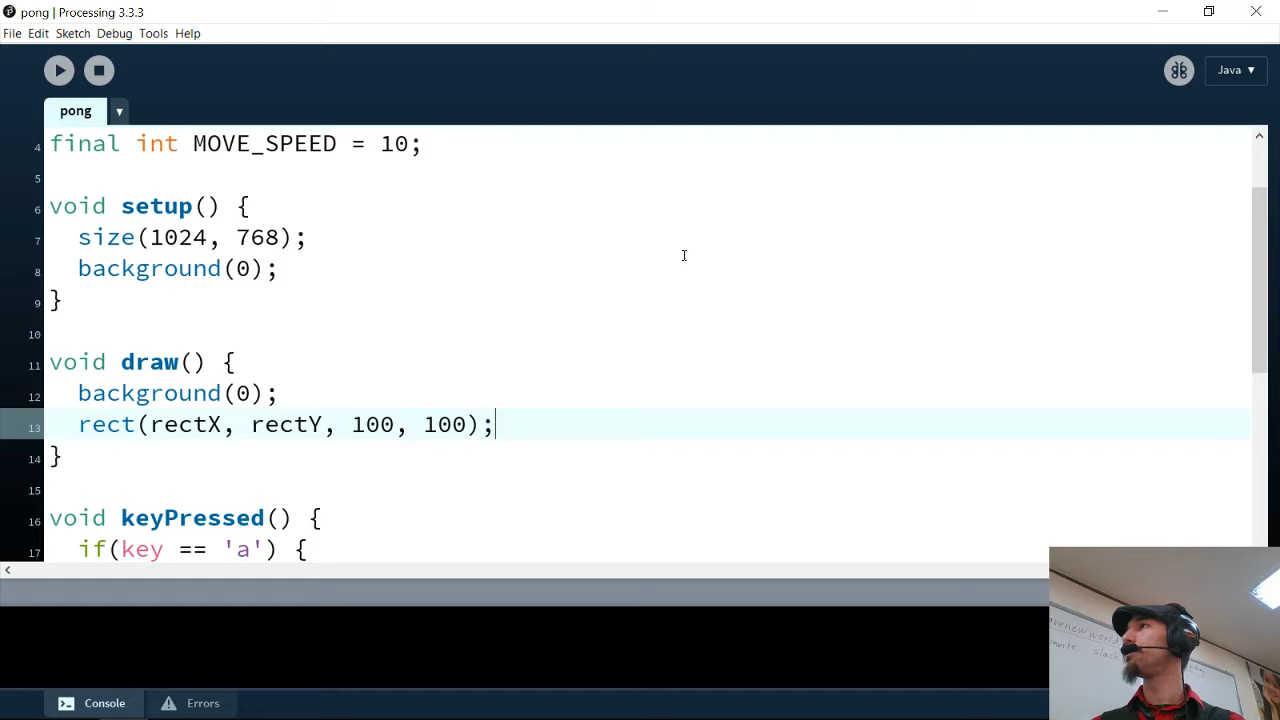 pong | Processing 3.3.3
File Edit Sketch Debug Tools Help
Java ▼
pong ▼
4 final int MOVE_SPEED = 10;
5
6 void setup() {
7 size(1024, 768);
8 background(0);
9 }
10
11 void draw() {
12 background(0);
13 rect(rectX, rectY, 100, 100);
14 }
15
16 void keyPressed() {
17 if(key == 'a') {
Console Errors